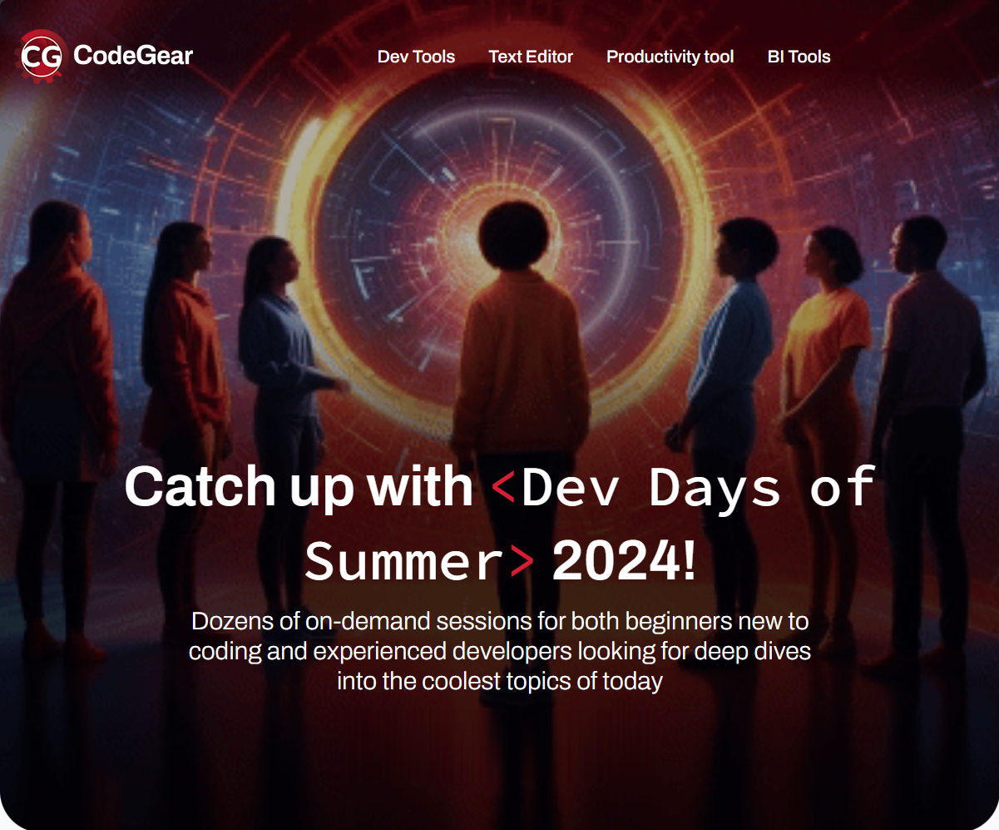 CG CodeGear
Dev Tools Text Editor Productivity tool BI Tools
Catch up with <Dev Days of
Summer> 2024!
Dozens of on-demand sessions for both beginners new to
coding and experienced developers looking for deep dives
into the coolest topics of today